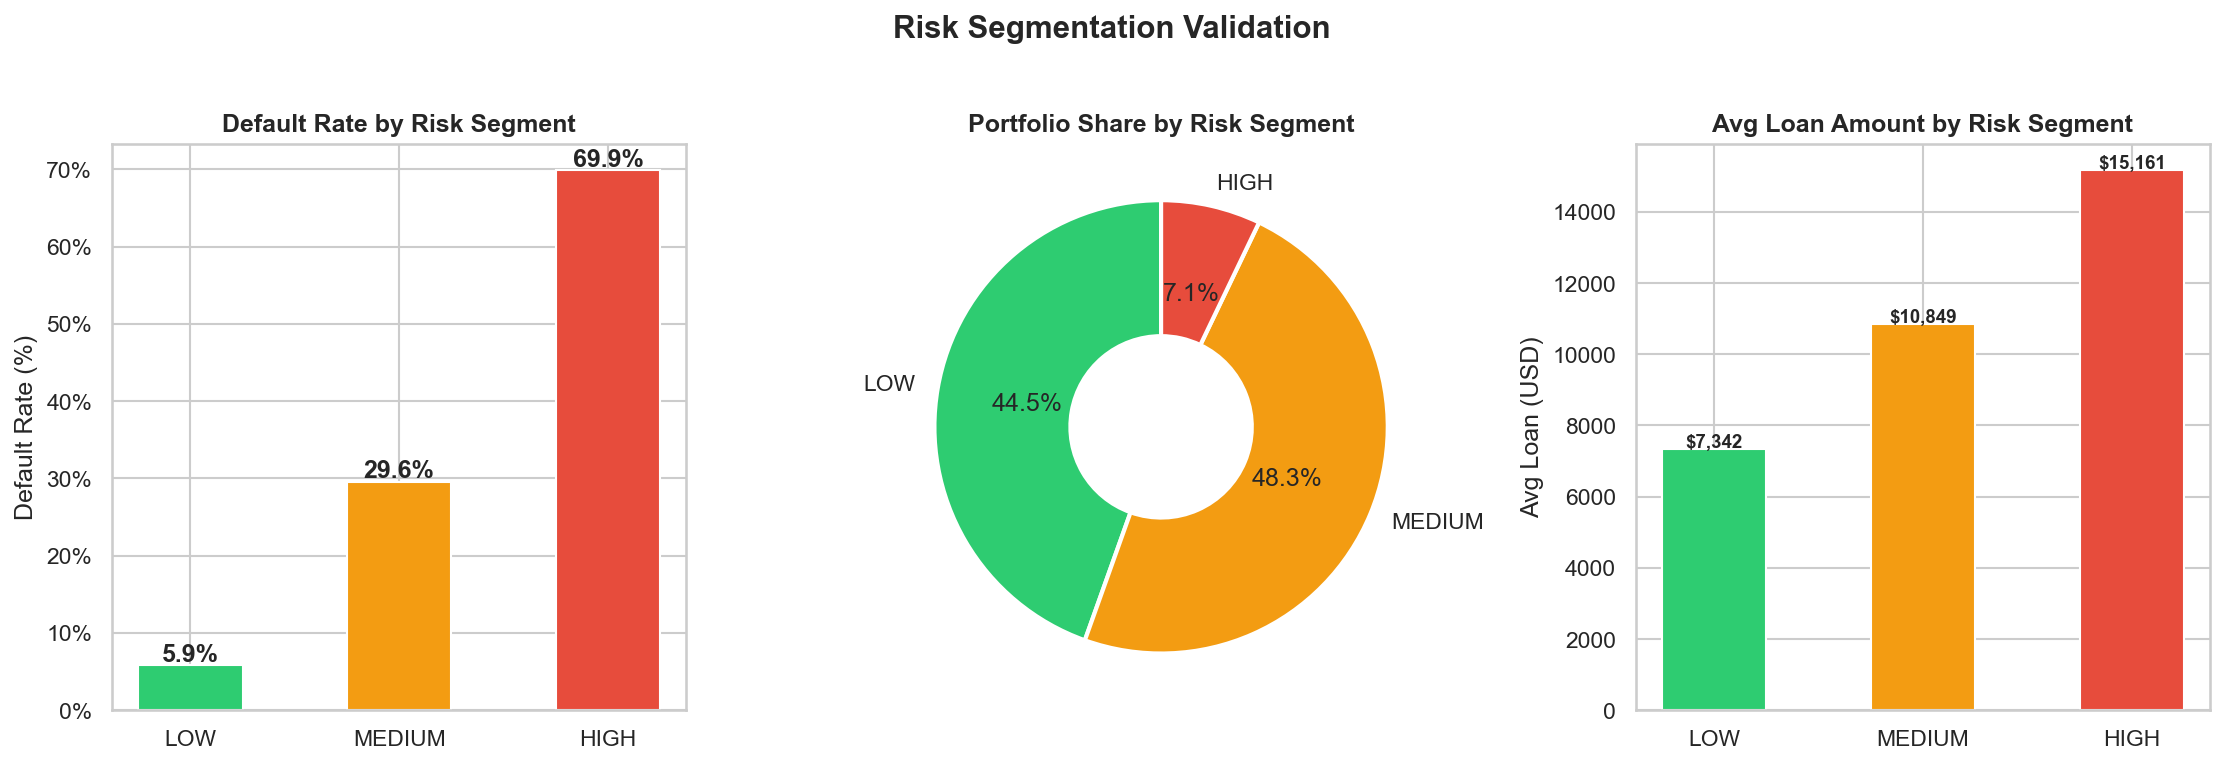 Risk Segmentation Validation
Default Rate by Risk Segment
Default Rate (%)
70%
60%
50%
40%
30%
20%
10%
0%
69.9%
29.6%
5.9%
LOW
MEDIUM
HIGH
Portfolio Share by Risk Segment
HIGH
7.1%
LOW
44.5%
48.3%
MEDIUM
Avg Loan Amount by Risk Segment
Avg Loan (USD)
14000
12000
10000
8000
6000
4000
2000
0
$15,161
$10,849
$7,342
LOW
MEDIUM
HIGH